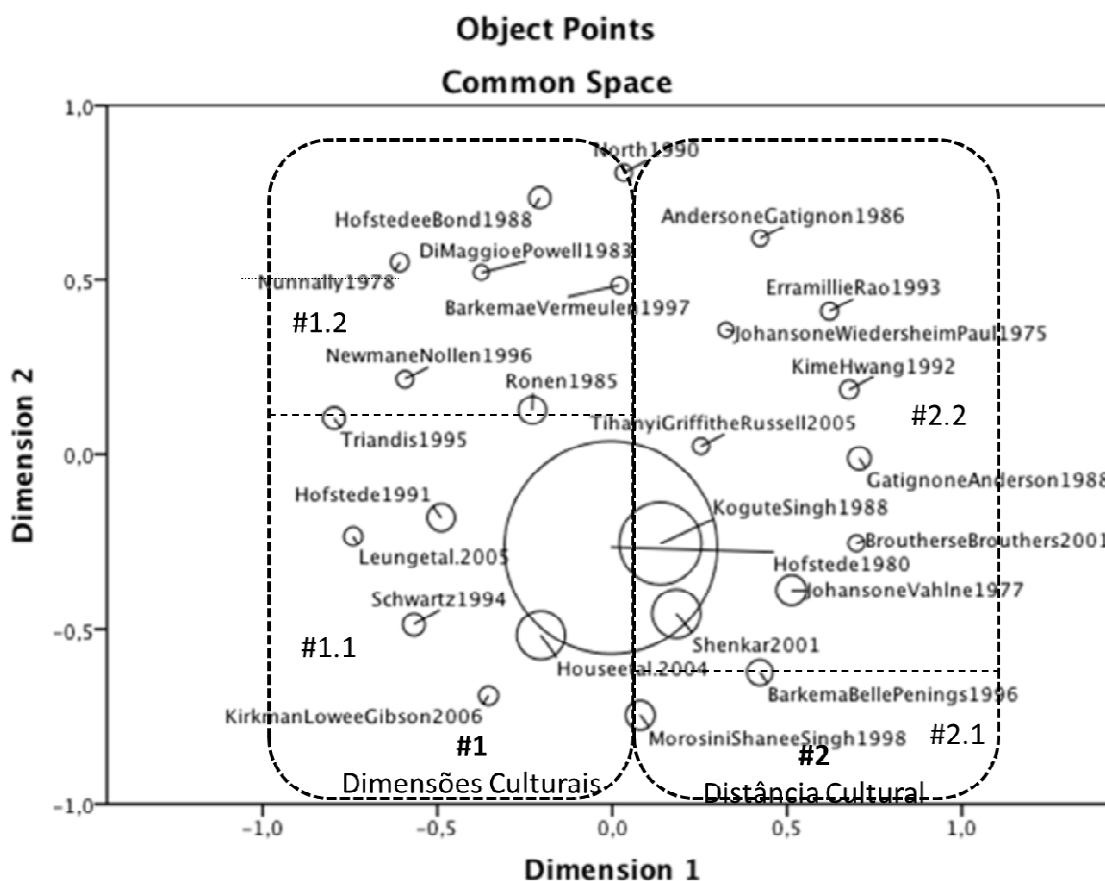 Object Points
Common Space
1,0
North1990
HofstedeeBond1988
AndersoneGatignon1986
DiMaggioePowell1983
0,5
Nunnally1978
ErramillieRao1993
BarkemaeVermeulen1997
#1.2
JohansoneWiedersheimPaul1975
NewmaneNollen1996
KimeHwang1992
Ronen1985
#2.2
TihanyiGriffitheRussell2005
Triandis1995
Dimension 2
0,0
GatignoneAnderson1988
Hofstede1991
KoguteSingh1988
Leungetal.2005
BroutherseBrouthers2001
Hofstede1980
JohansoneVahlne1977
Schwartz1994
−0,5
#1.1
Shenkar2001
Houseetal.2004
BarkemaBellePenings1996
KirkmanLoweeGibson2006
#2.1
MorosiniShaneeSingh1998
#1
#2
Dimensões Culturais
Distância Cultural
−1,0
−1,0 −0,5 0,0 0,5 1,0
Dimension 1